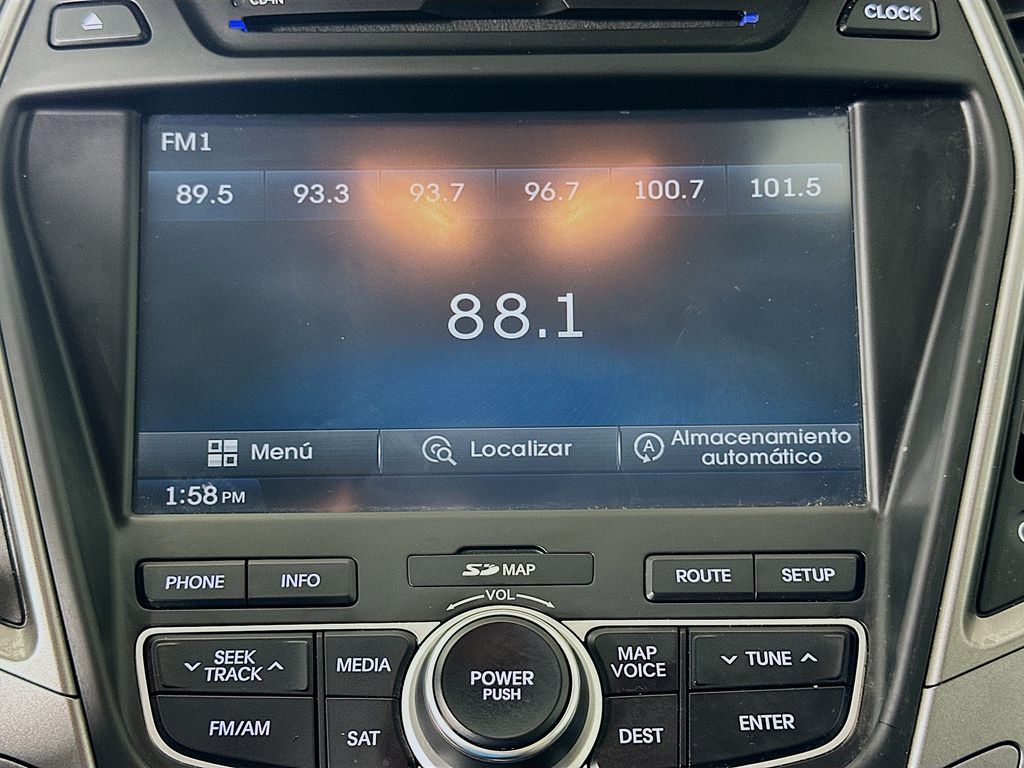 CD-IN
CLOCK
FM1
89.5 93.3 93.7 96.7 100.7 101.5
88.1
Menú Localizar Almacenamiento
automático
1:58 PM
PHONE INFO SD MAP ROUTE SETUP
VOL
SEEK
TRACK
MEDIA
POWER
PUSH
MAP
VOICE
TUNE
FM/AM
SAT
DEST
ENTER